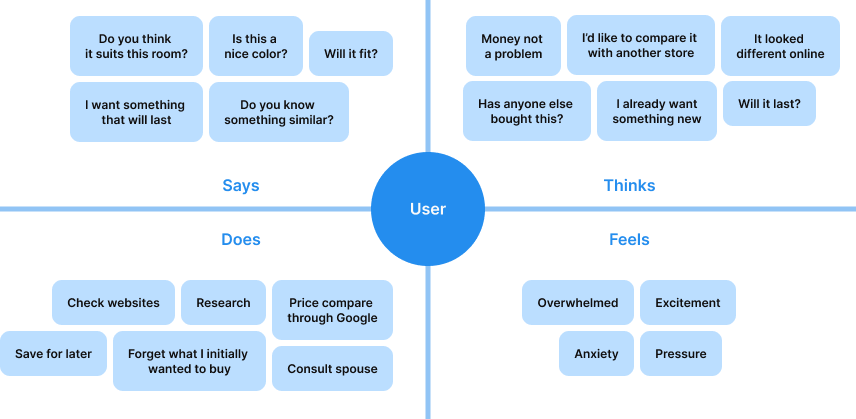 Do you think
it suits this room?
Is this a
nice color?
Will it fit?
I want something
that will last
Do you know
something similar?
Says
Money not
a problem
I'd like to compare it
with another store
It looked
different online
Has anyone else
bought this?
I already want
something new
Will it last?
Thinks
User
Does
Check websites
Research
Price compare
through Google
Save for later
Forget what I initially
wanted to buy
Consult spouse
Feels
Overwhelmed
Excitement
Anxiety
Pressure